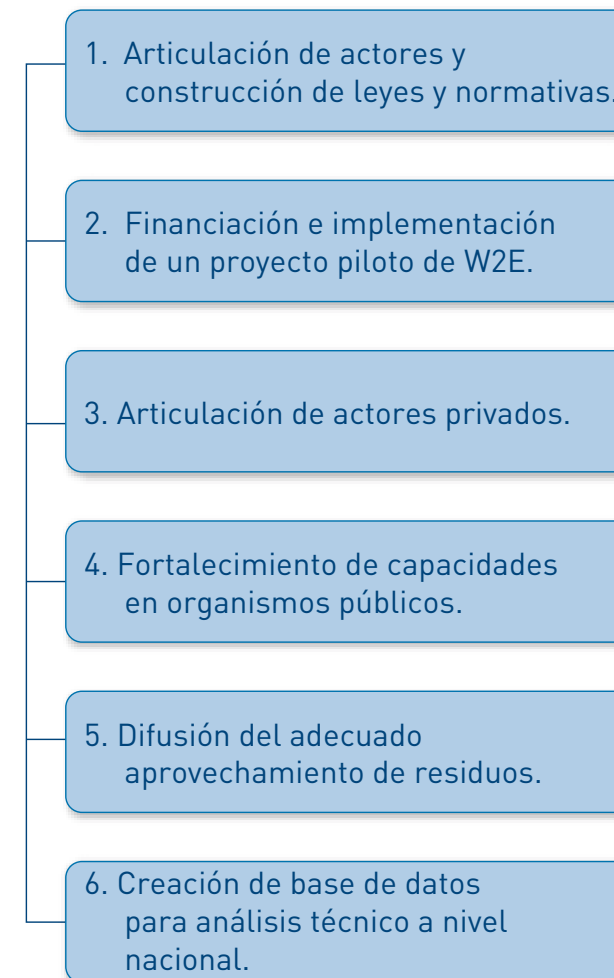 1. Articulación de actores y
construcción de leyes y normativas.
2. Financiación e implementación
de un proyecto piloto de W2E.
3. Articulación de actores privados.
4. Fortalecimiento de capacidades
en organismos públicos.
5. Difusión del adecuado
aprovechamiento de residuos.
6. Creación de base de datos
para análisis técnico a nivel
nacional.